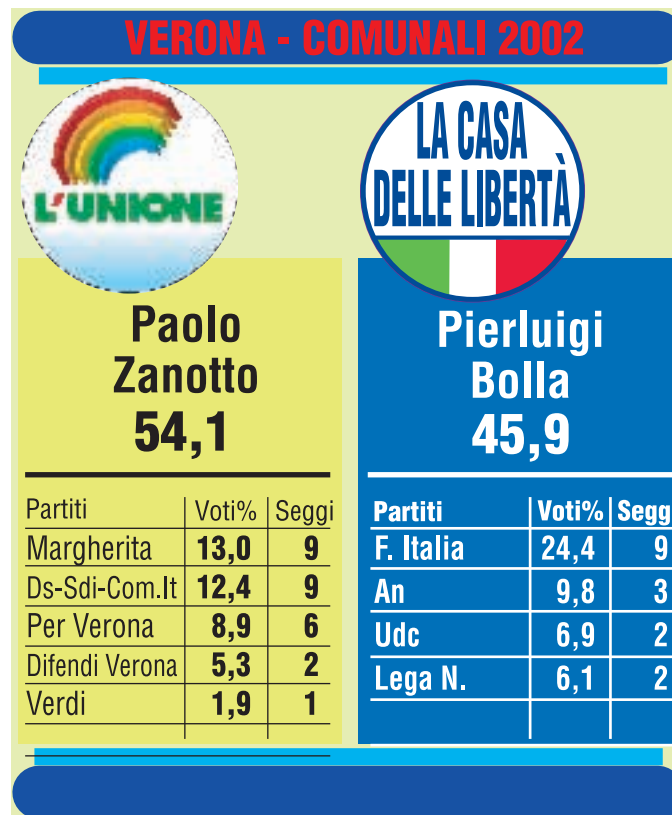 VERONA - COMUNALI 2002
L'UNIONE
LA CASA
DELLE LIBERTÀ
Paolo
Zanotto
54,1
Partiti Voti% Seggi
Margherita 13,0 9
Ds-Sdi-Com.It 12,4 9
Per Verona 8,9 6
Difendi Verona 5,3 2
Verdi 1,9 1
Pierluigi
Bolla
45,9
Partiti Voti% Segg
F. Italia 24,4 9
An 9,8 3
Udc 6,9 2
Lega N. 6,1 2